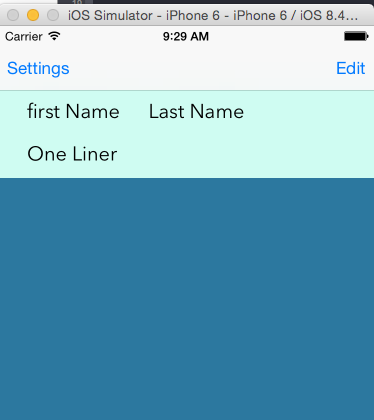 iOS Simulator - iPhone 6 - iPhone 6 / iOS 8.4...
Carrier 9:29 AM
Settings Edit
first Name Last Name
One Liner